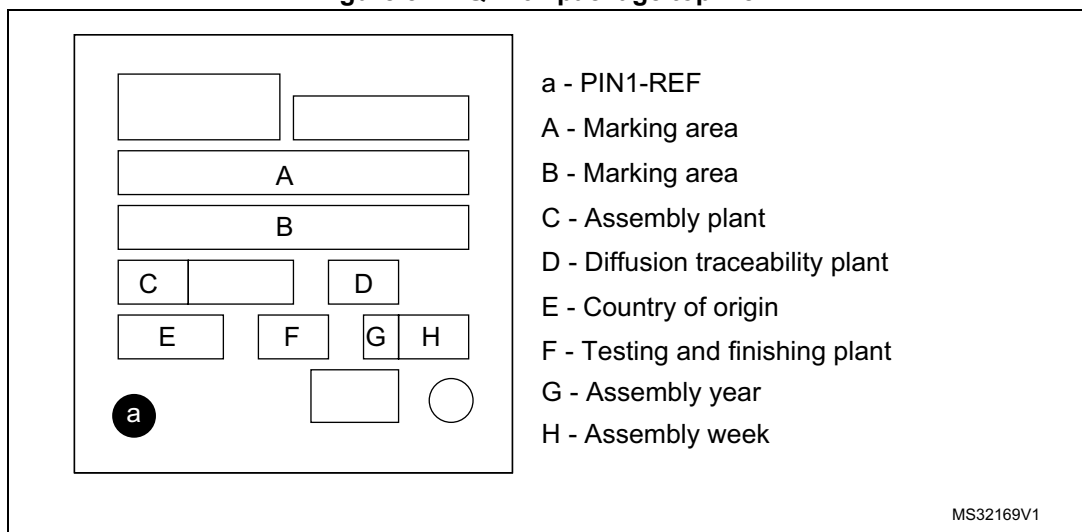 a - PIN1-REF
A - Marking area
B - Marking area
C - Assembly plant
D - Diffusion traceability plant
E - Country of origin
F - Testing and finishing plant
G - Assembly year
H - Assembly week
A
B
C D
E F G H
a
MS32169V1